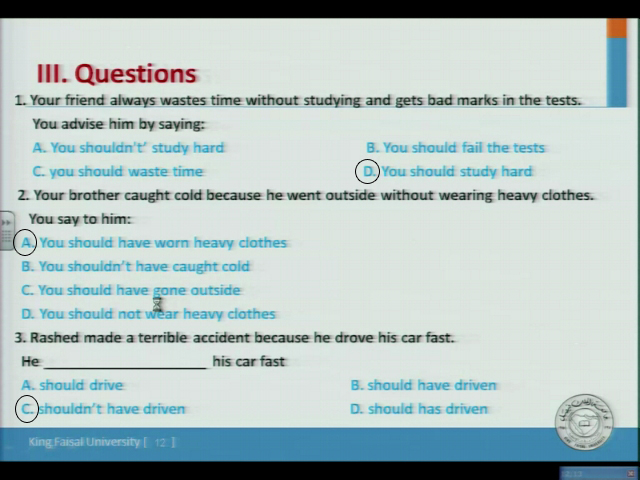 III. Questions
1. Your friend always wastes time without studying and gets bad marks in the tests.
You advise him by saying:
A. You shouldn't' study hard B. You should fail the tests
C. you should waste time D. You should study hard
2. Your brother caught cold because he went outside without wearing heavy clothes.
You say to him:
A. You should have worn heavy clothes
B. You shouldn't have caught cold
C. You should have gone outside
D. You should not wear heavy clothes
3. Rashed made a terrible accident because he drove his car fast.
He ____________________ his car fast
A. should drive B. should have driven
C. shouldn't have driven D. should has driven
King Faisal University [ 12 ]